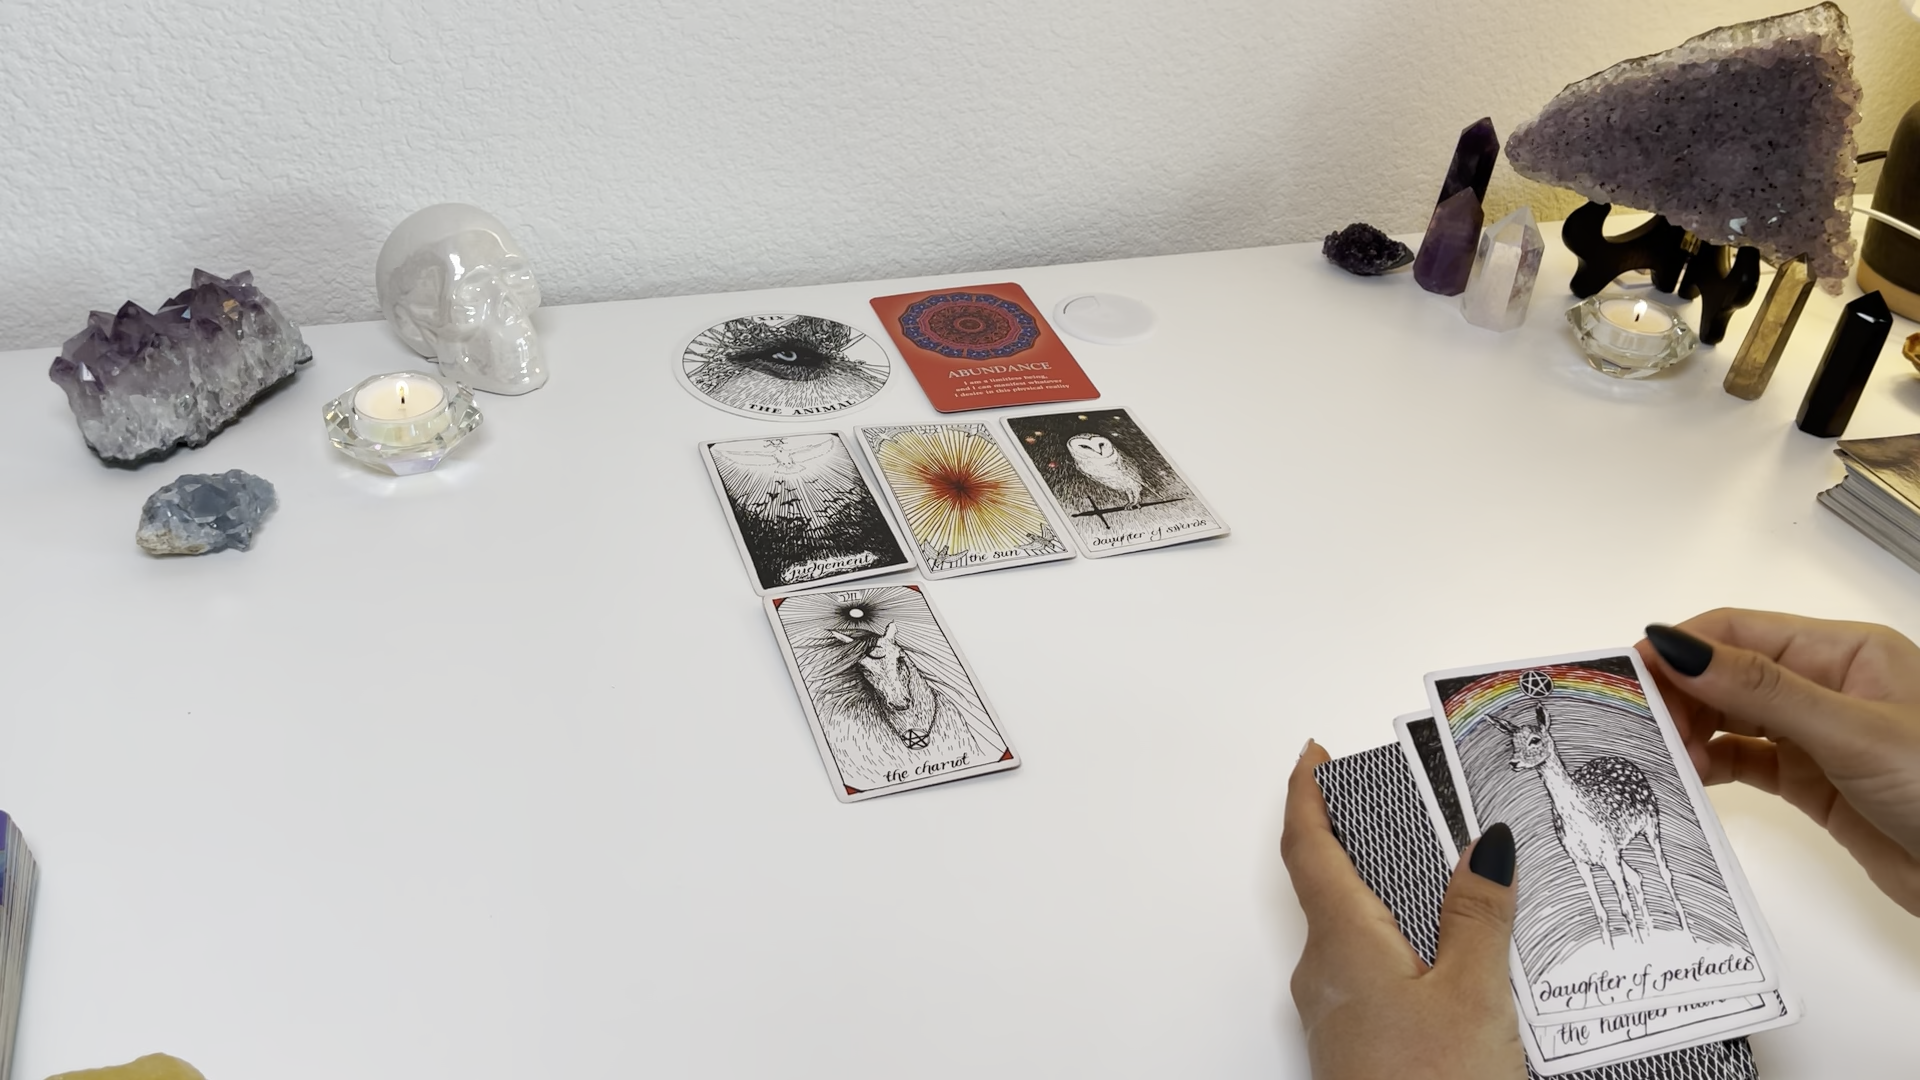 XIX
THE ANIMAL
ABUNDANCE
I am a limitless being,
and I can manifest whatever
I desire in this physical reality
XX
judgement
the sun
daughter of swords
VII
the chariot
daughter of pentacles
the hanged man